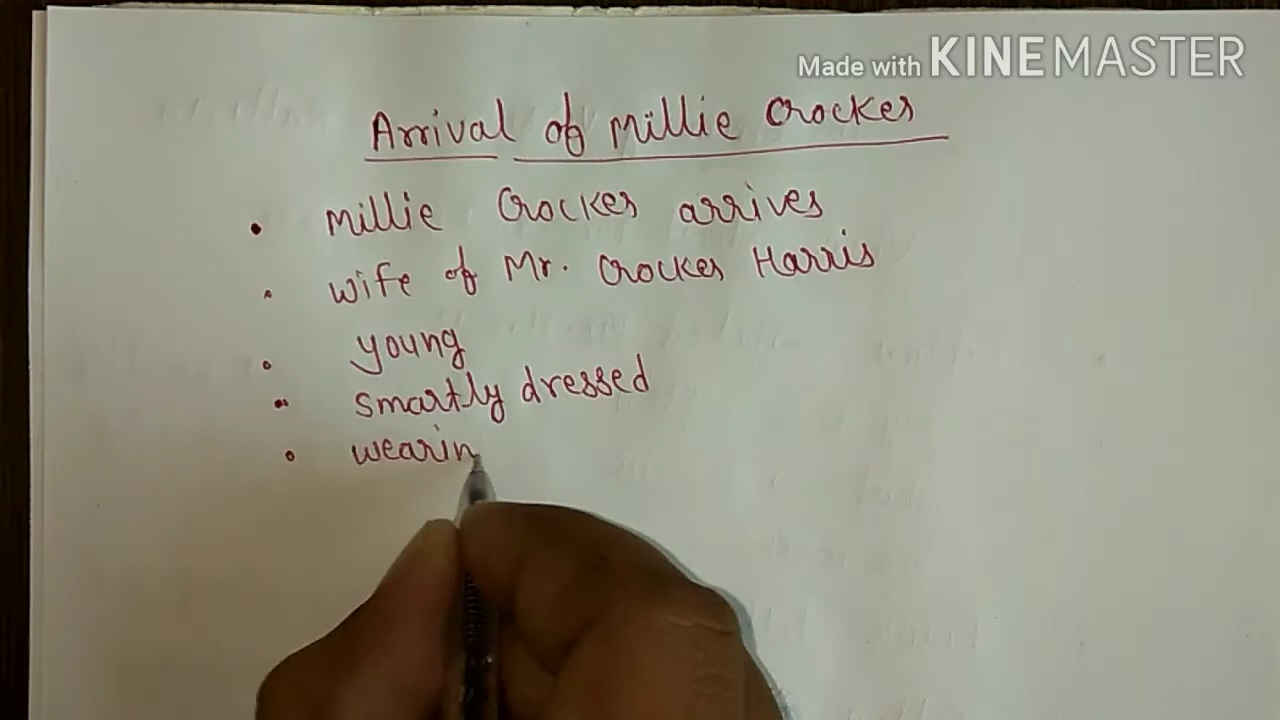 Made with KINEMASTER
Arrival of Millie Crocker
• Millie Crocker arrives
• wife of Mr. Crocker Harris
• young
• smartly dressed
• wearin